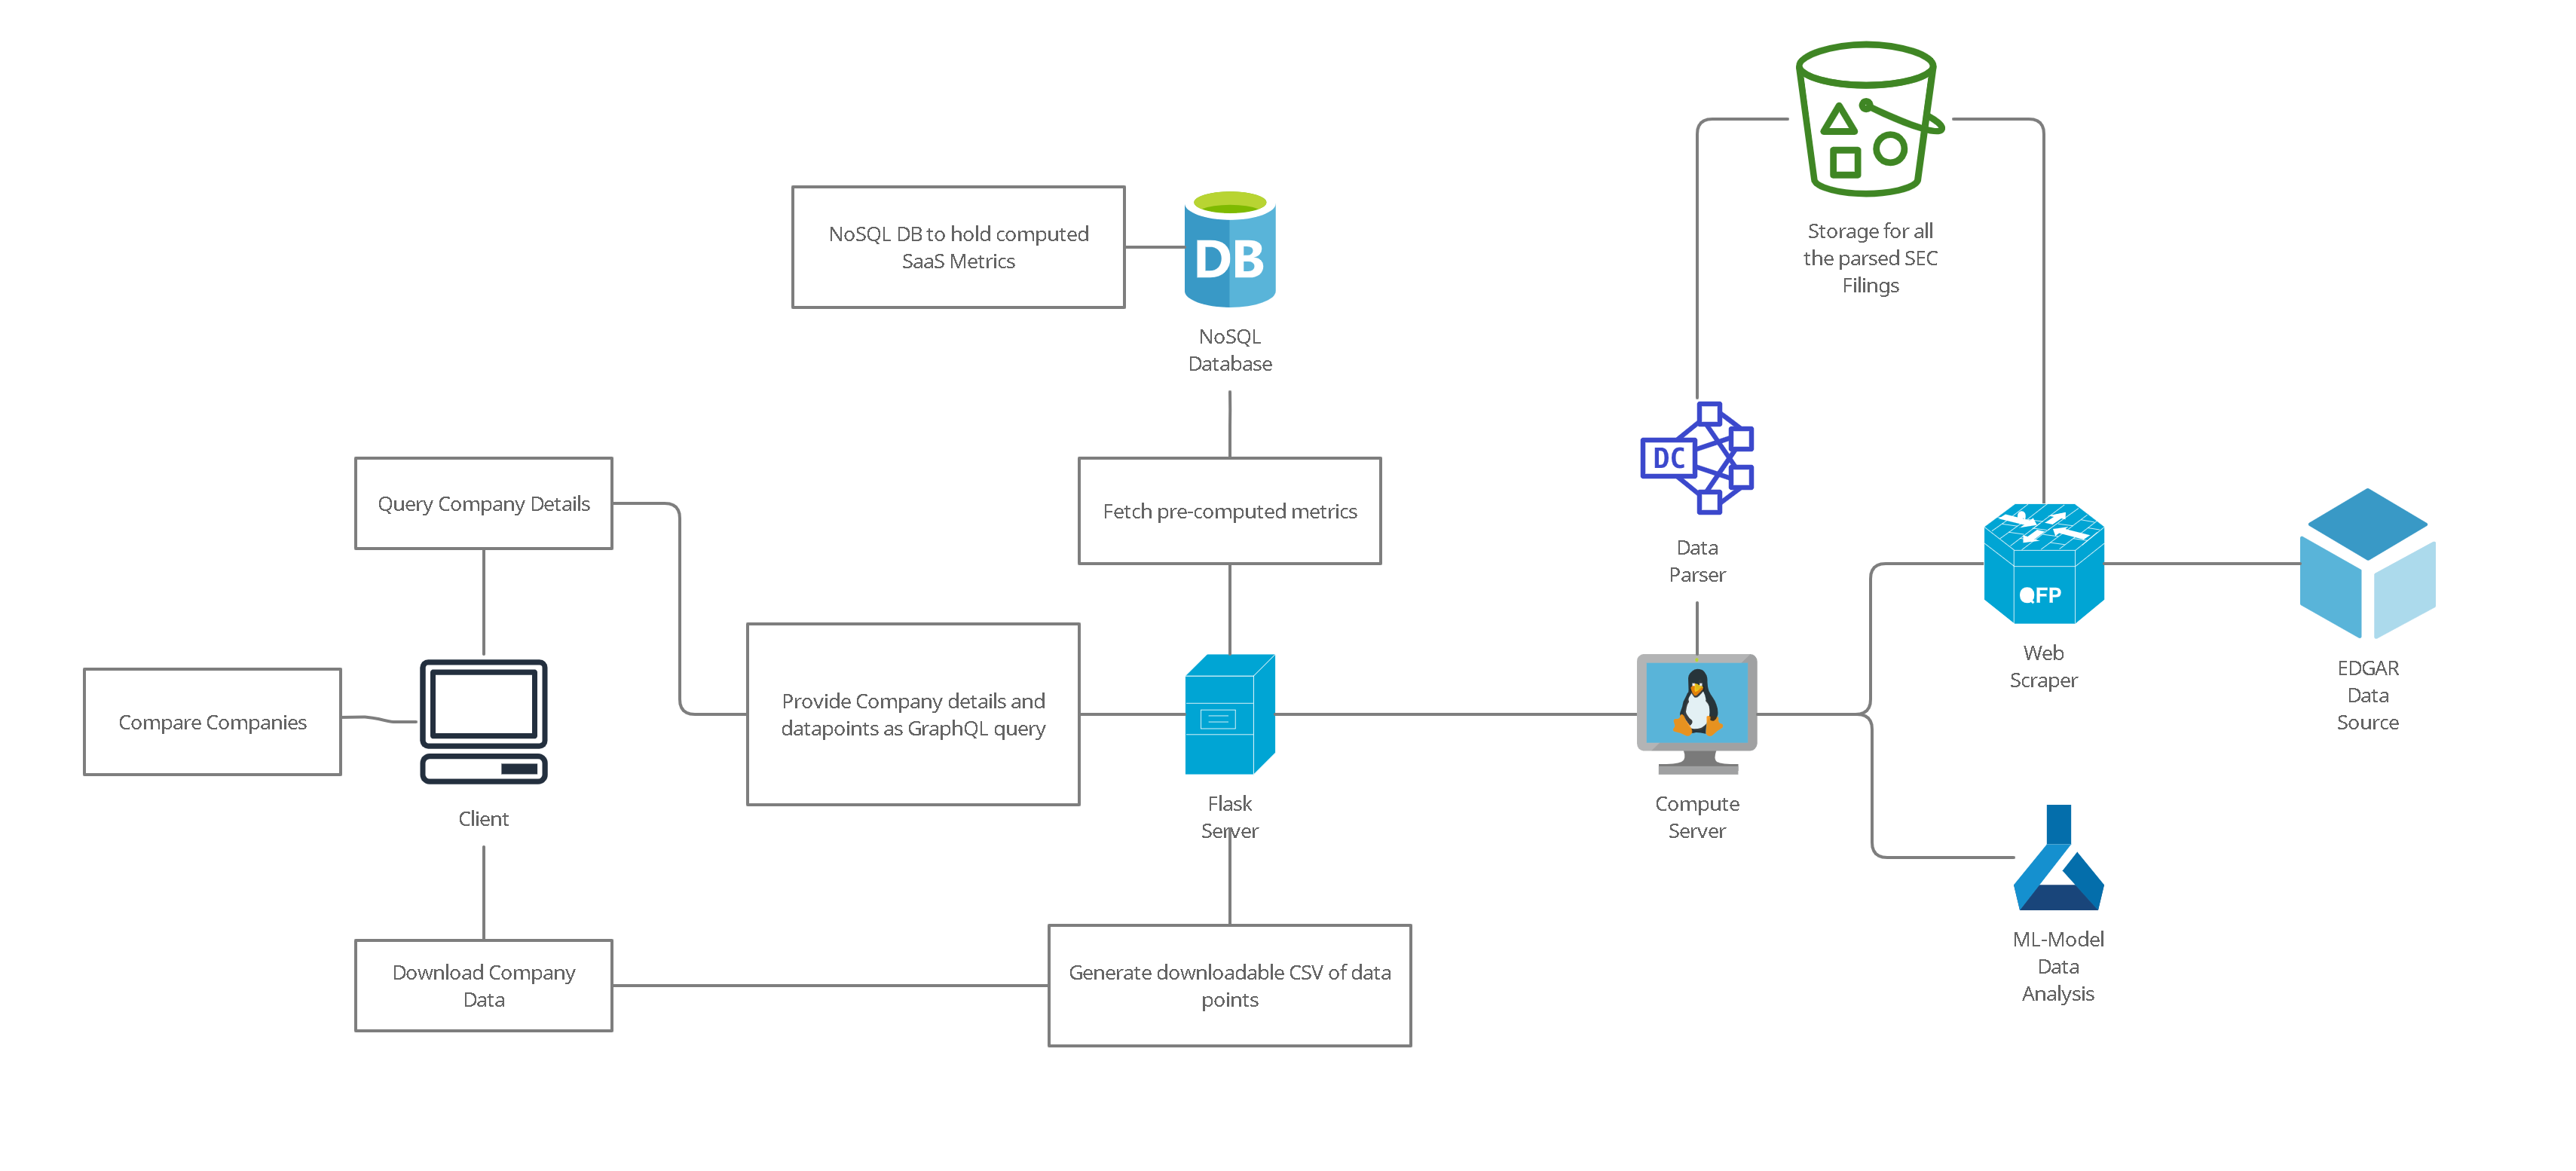 Storage for all
the parsed SEC
Filings
NoSQL DB to hold computed
SaaS Metrics
DB
NoSQL
Database
Query Company Details
Fetch pre-computed metrics
DC
Data
Parser
QFP
Web
Scraper
EDGAR
Data
Source
Compare Companies
Client
Provide Company details and
datapoints as GraphQL query
Flask
Server
Compute
Server
Download Company
Data
Generate downloadable CSV of data
points
ML-Model
Data
Analysis